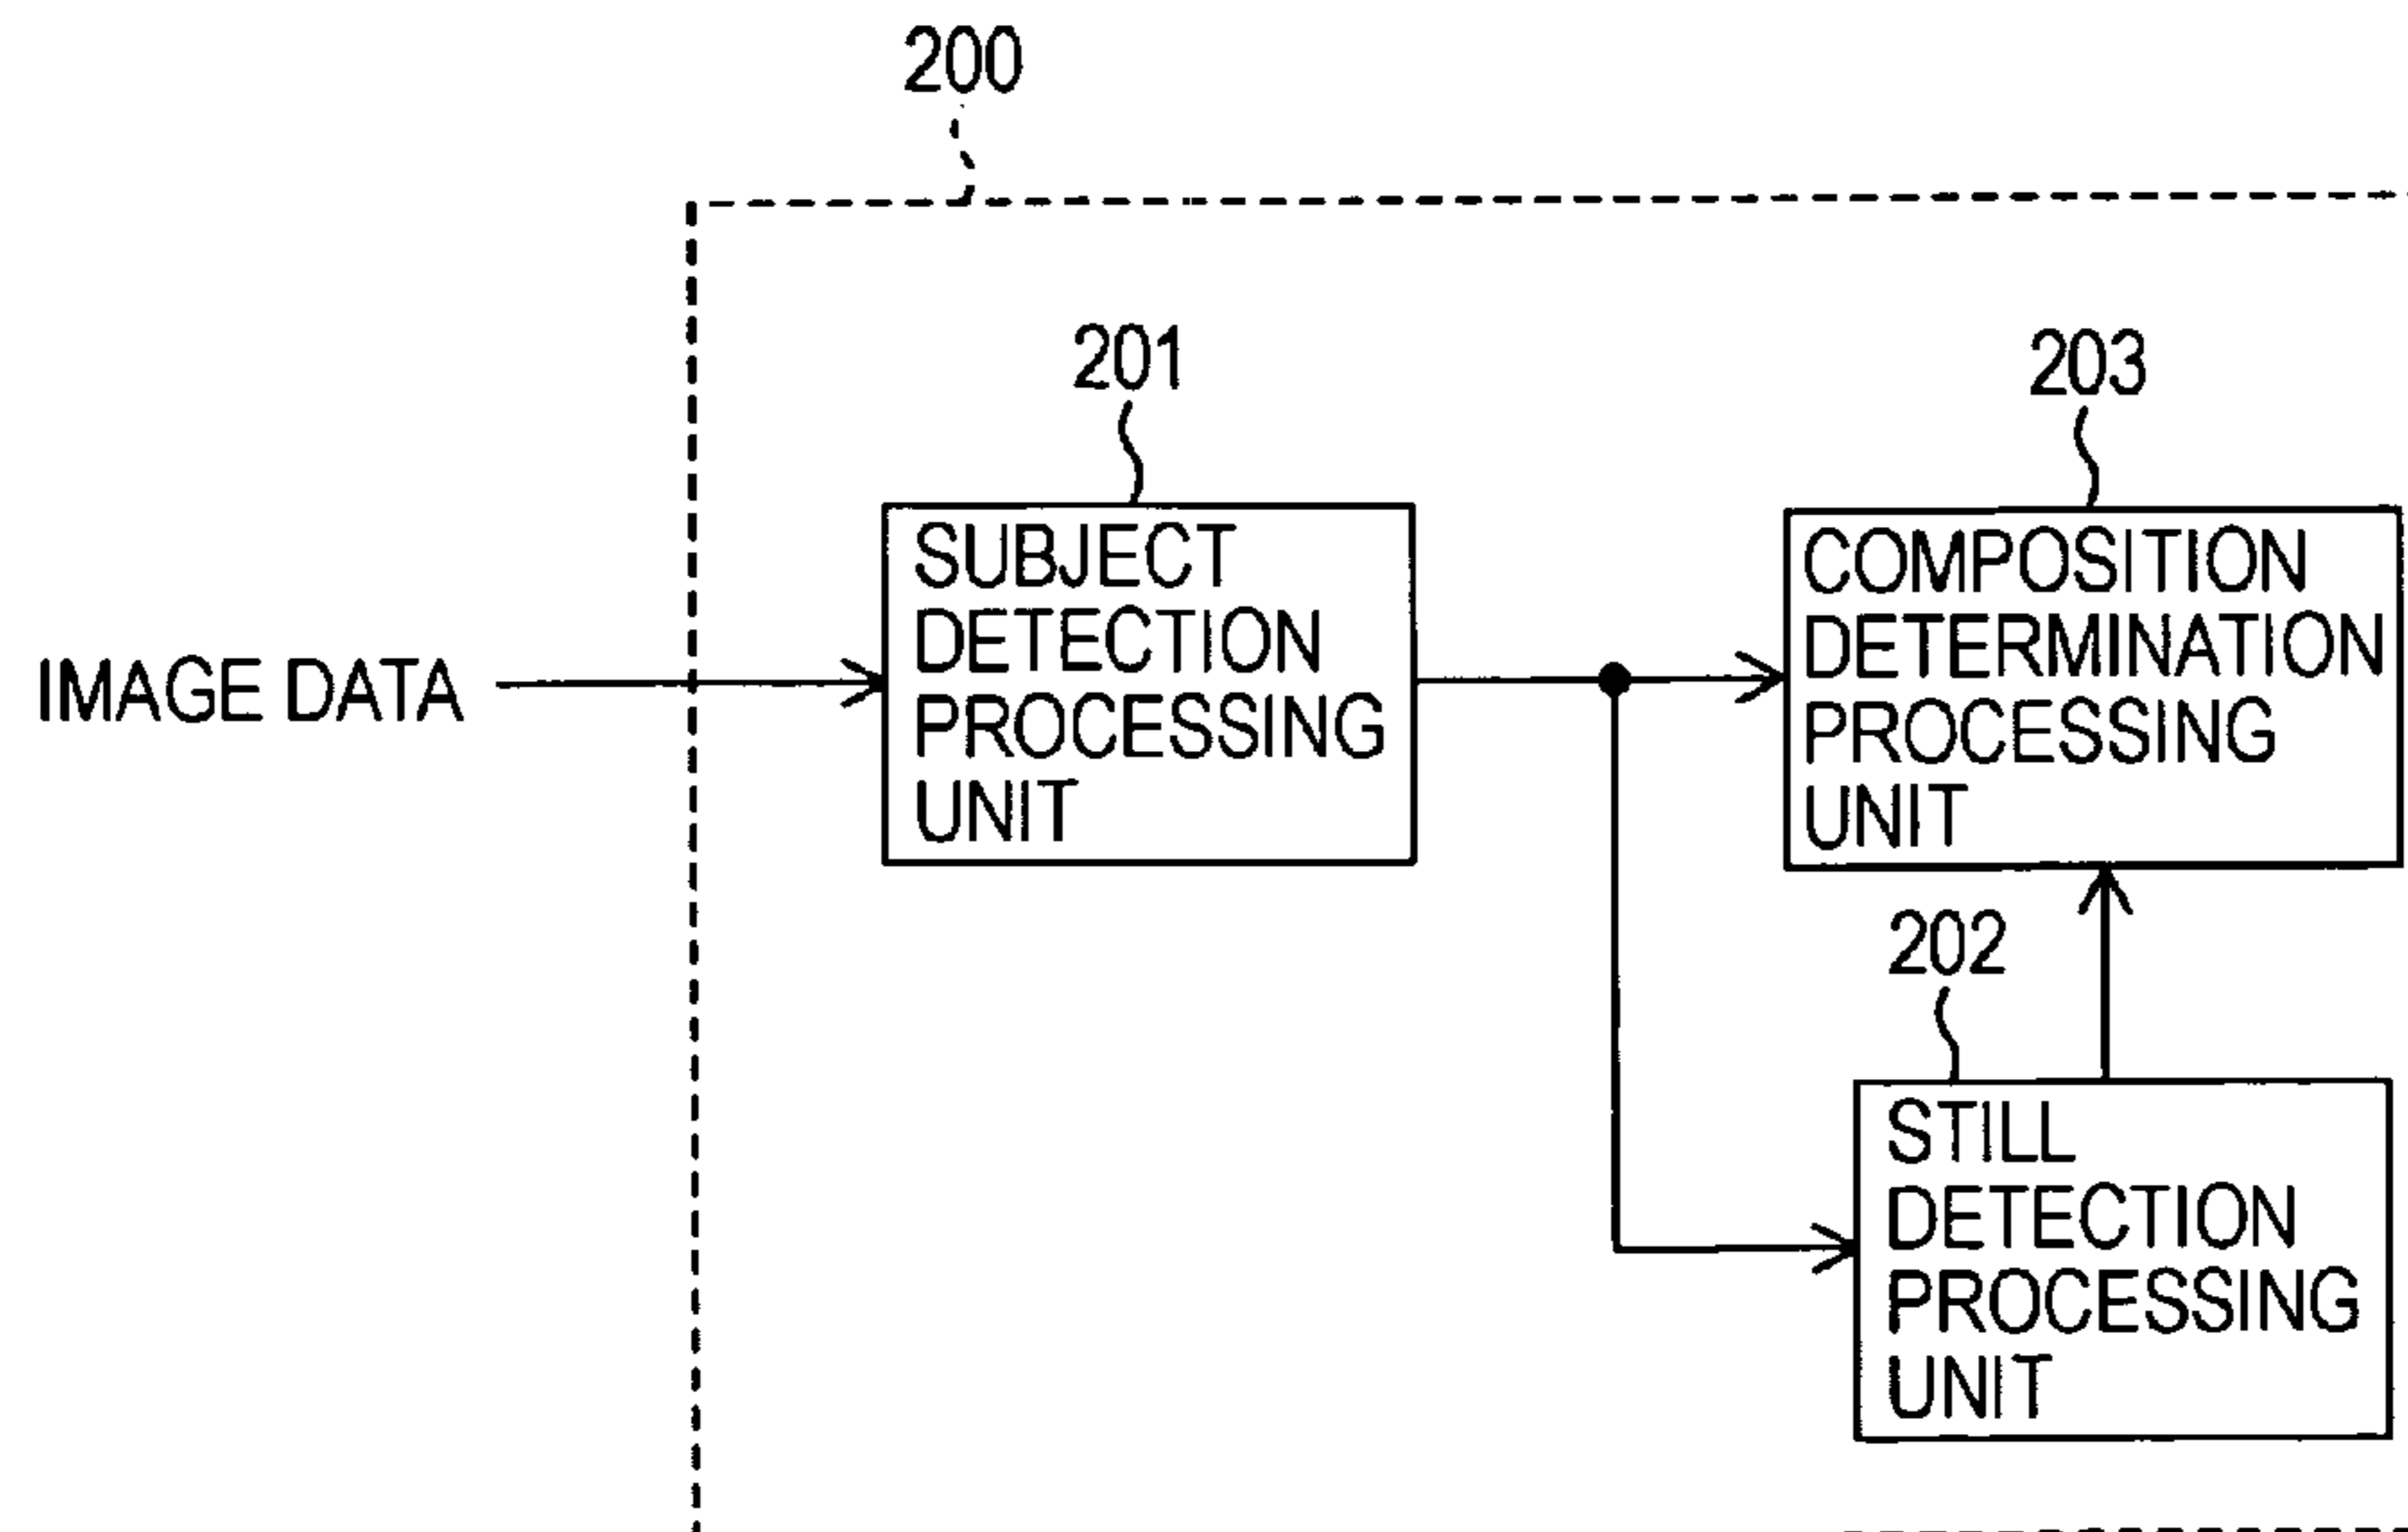 200
201
203
SUBJECT
DETECTION
PROCESSING
UNIT
COMPOSITION
DETERMINATION
PROCESSING
UNIT
IMAGE DATA
202
STILL
DETECTION
PROCESSING
UNIT